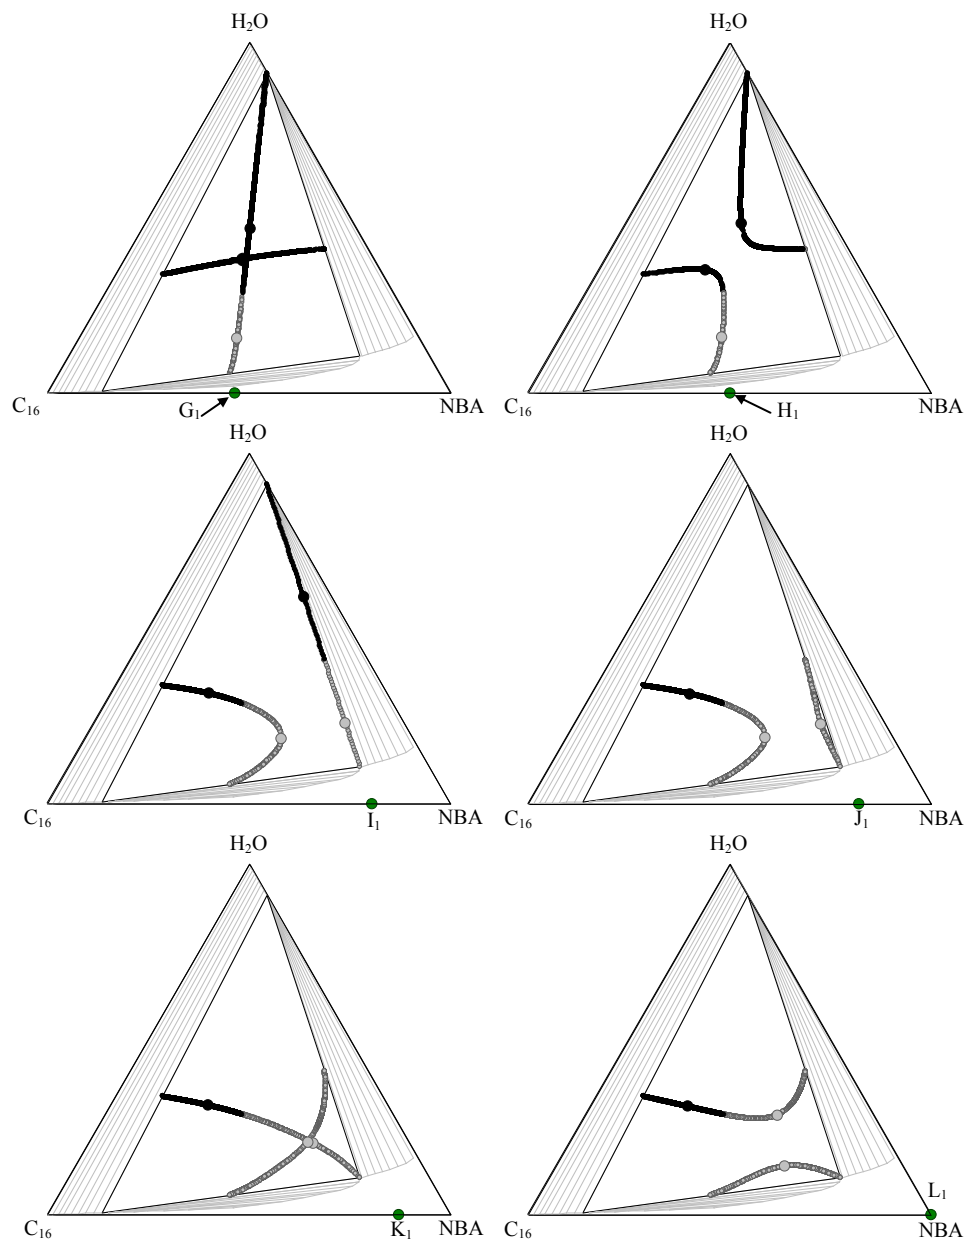 H₂O H₂O
C₁₆ G₁ NBA C₁₆ H₁ NBA
H₂O H₂O
C₁₆ I₁ NBA C₁₆ J₁ NBA
H₂O H₂O
L₁
C₁₆ K₁ NBA C₁₆ NBA